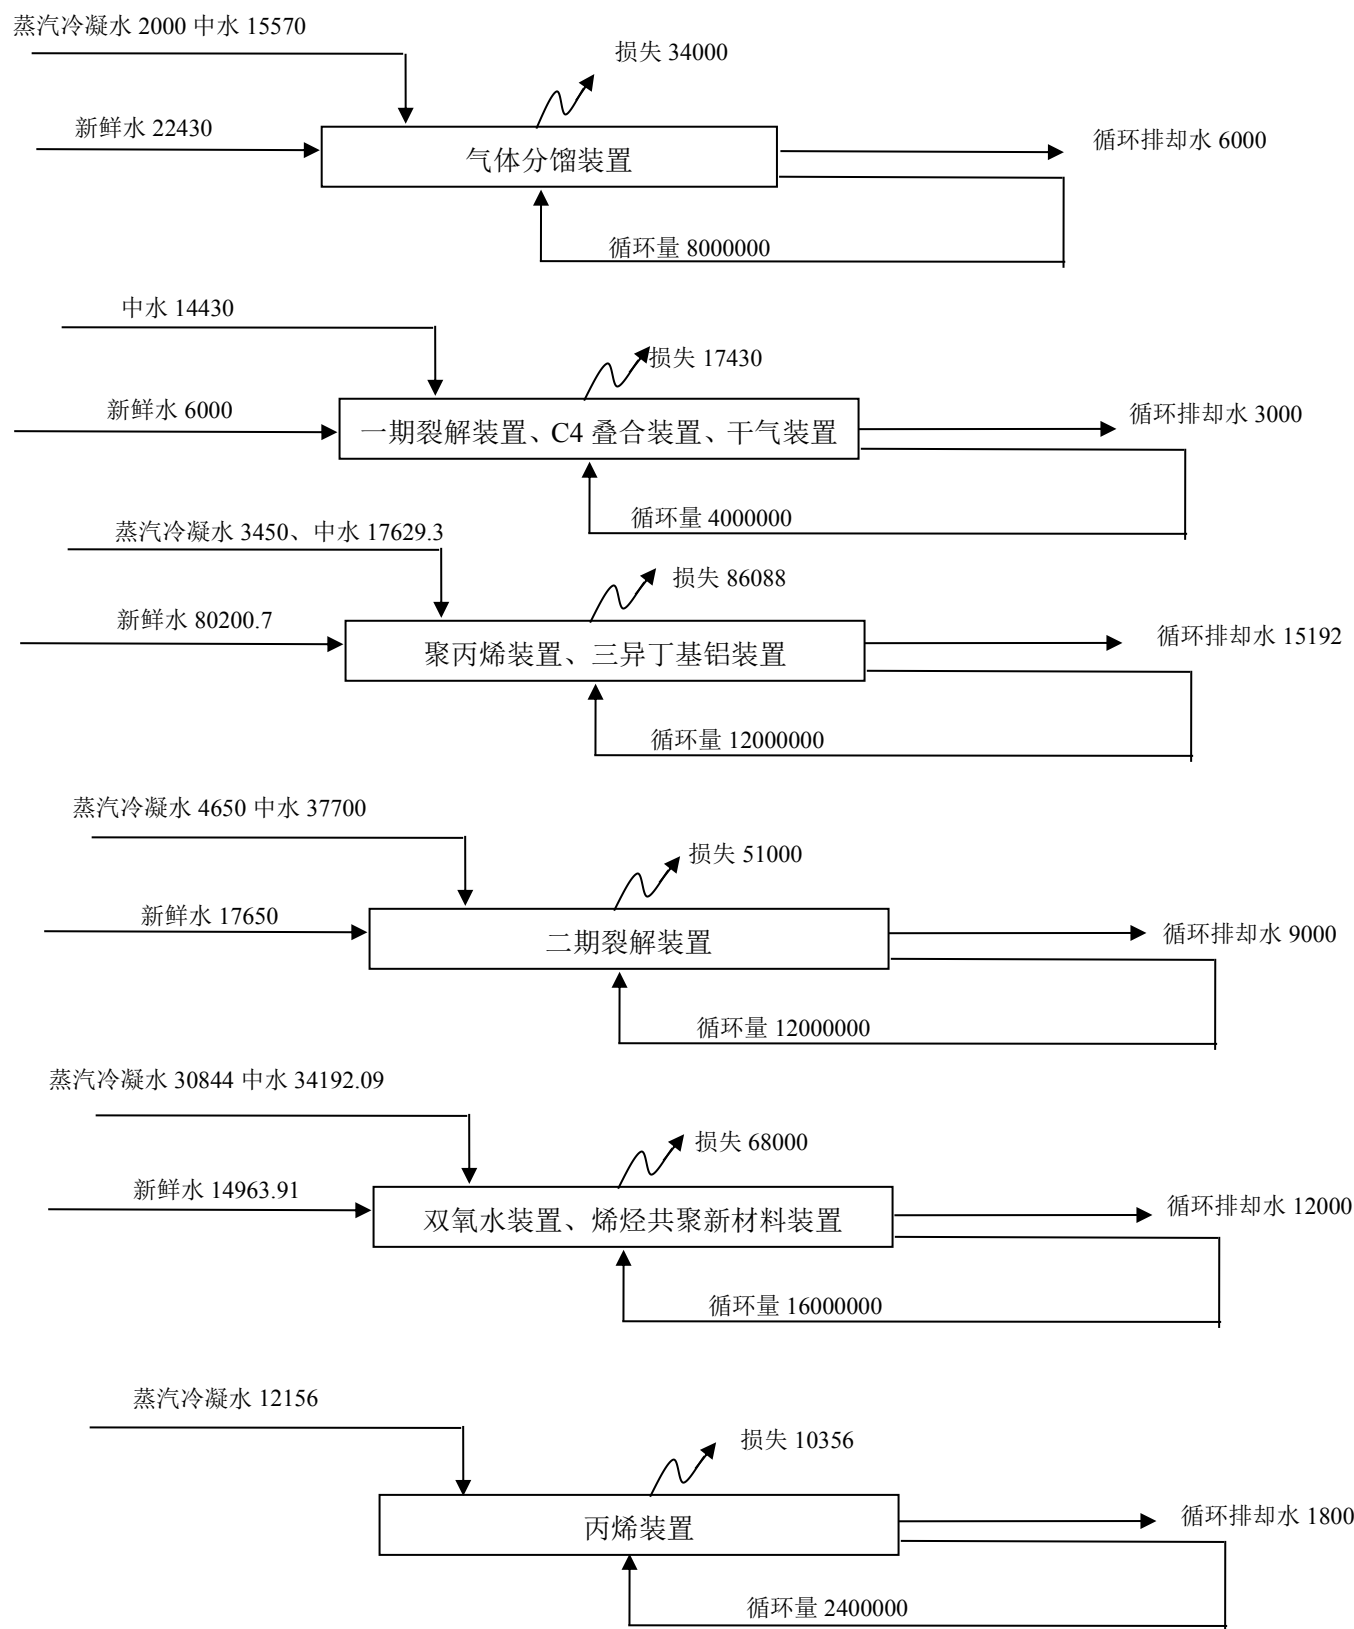 蒸汽冷凝水 2000 中水 15570
损失 34000
新鲜水 22430
循环排却水 6000
气体分馏装置
循环量 8000000
中水 14430
损失 17430
新鲜水 6000
循环排却水 3000
一期裂解装置、C4 叠合装置、干气装置
循环量 4000000
蒸汽冷凝水 3450、中水 17629.3
损失 86088
新鲜水 80200.7
循环排却水 15192
聚丙烯装置、三异丁基铝装置
循环量 12000000
蒸汽冷凝水 4650 中水 37700
损失 51000
新鲜水 17650
循环排却水 9000
二期裂解装置
循环量 12000000
蒸汽冷凝水 30844 中水 34192.09
损失 68000
新鲜水 14963.91
循环排却水 12000
双氧水装置、烯烃共聚新材料装置
循环量 16000000
蒸汽冷凝水 12156
损失 10356
循环排却水 1800
丙烯装置
循环量 2400000